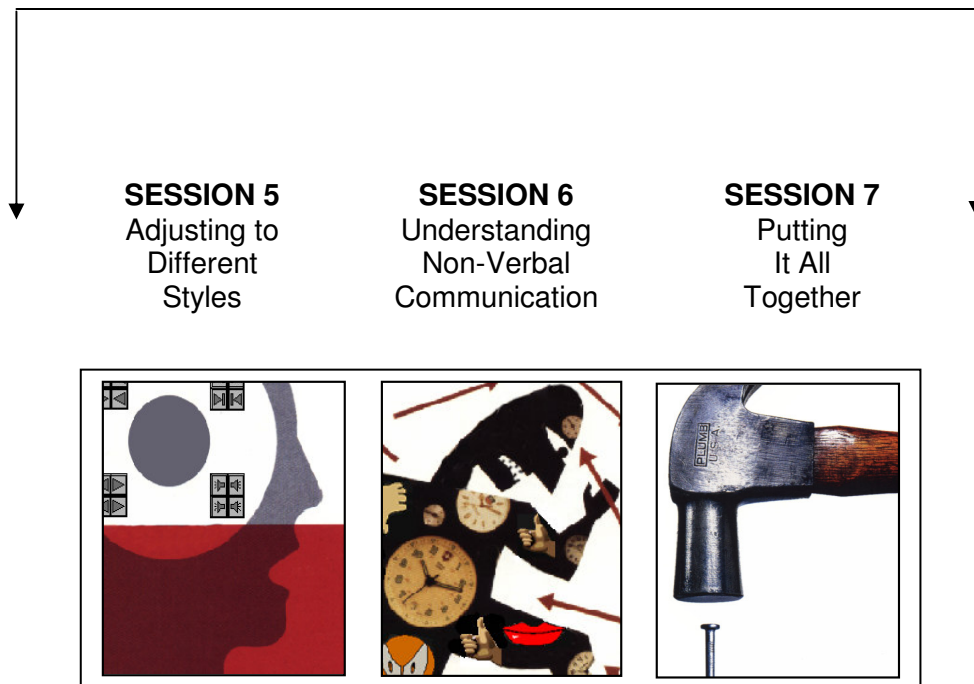 SESSION 5
Adjusting to
Different
Styles
SESSION 6
Understanding
Non-Verbal
Communication
SESSION 7
Putting
It All
Together
PLUMB
U.S.A.